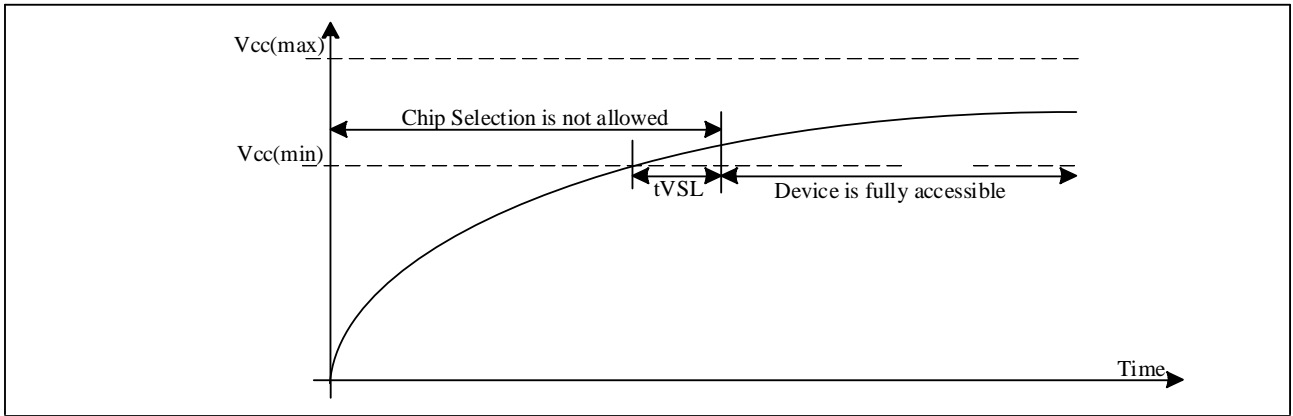 Vcc(max)
Chip Selection is not allowed
Vcc(min)
tVSL
Device is fully accessible
Time